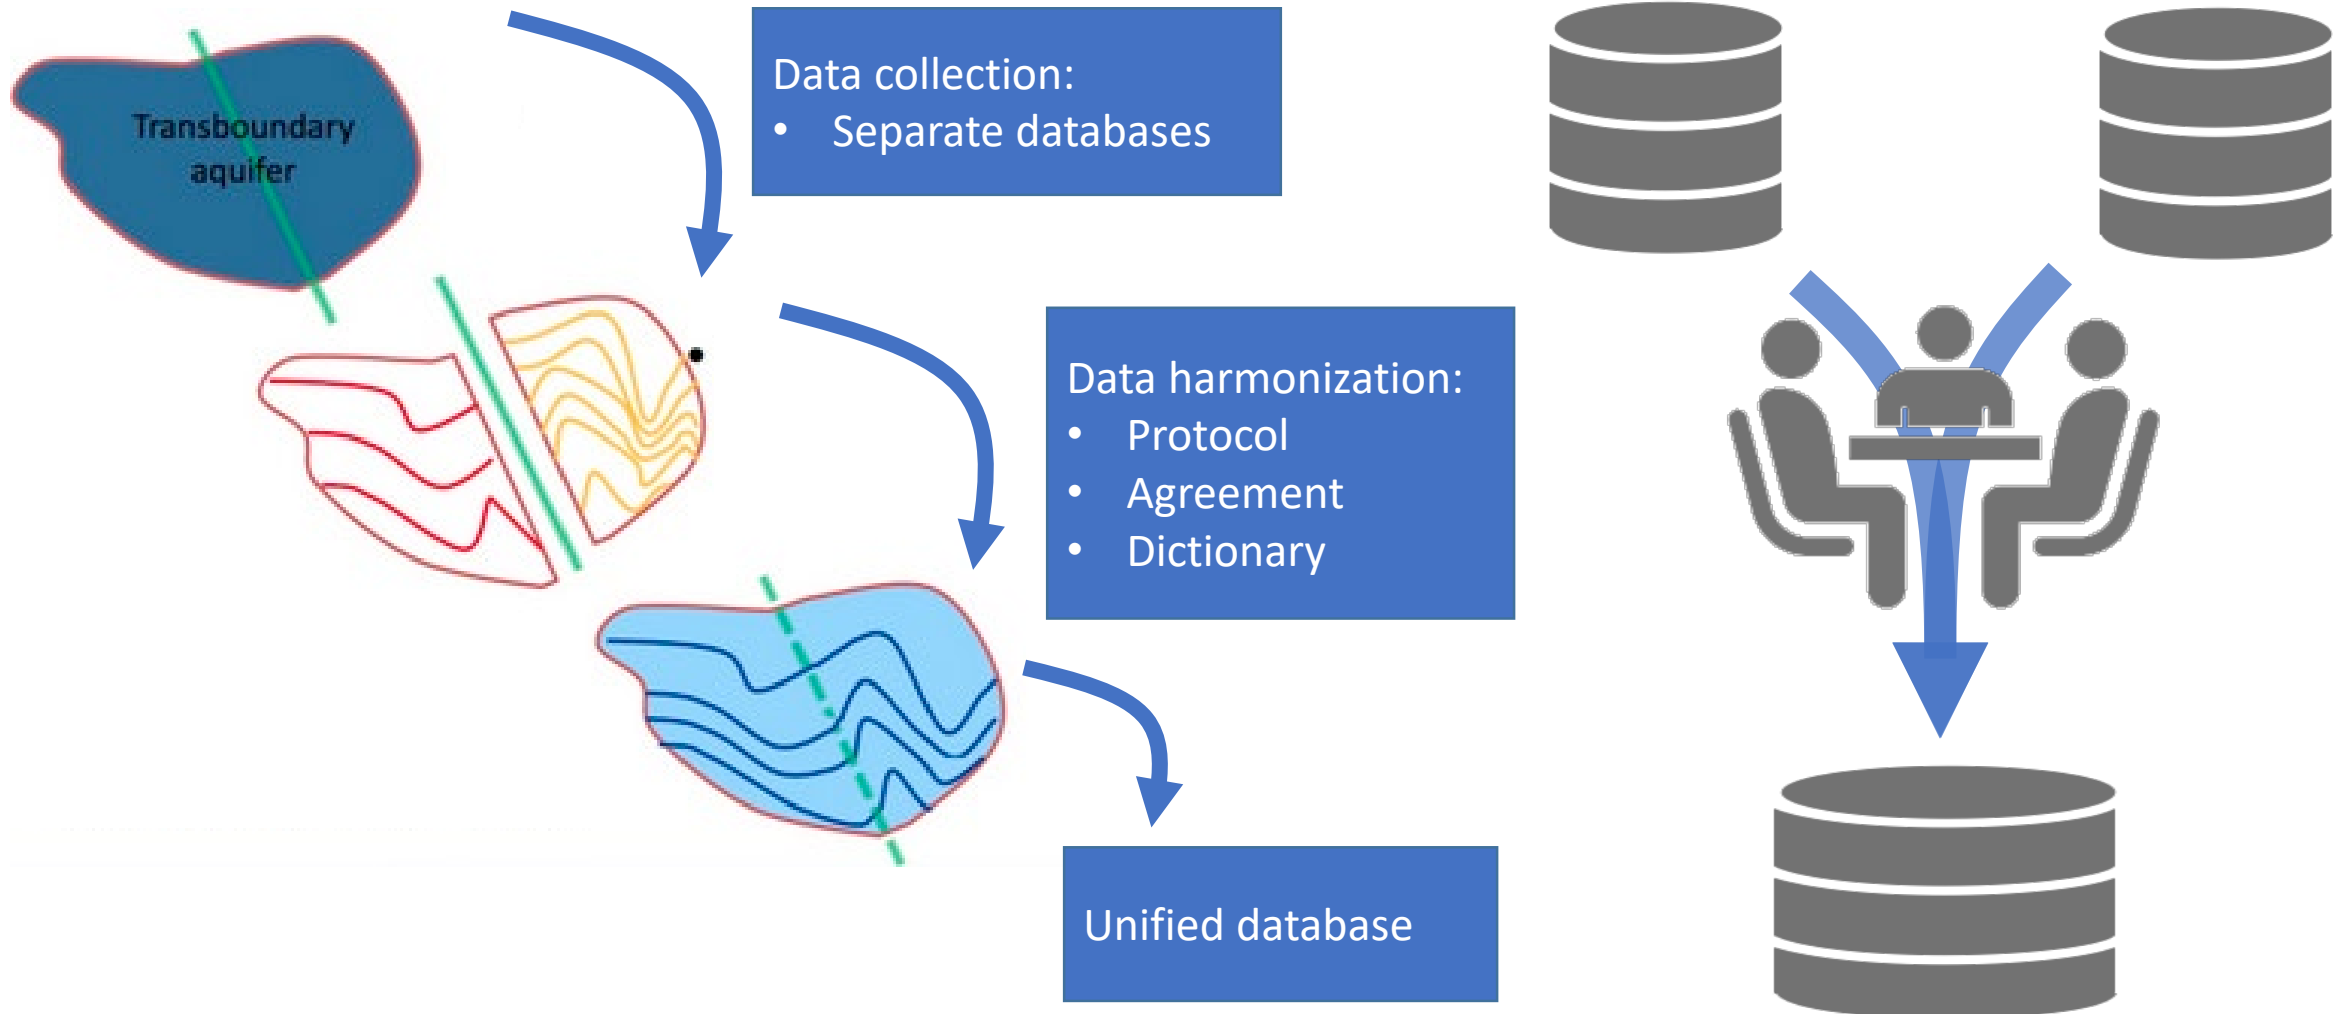 Transboundary
aquifer
Data collection:
• Separate databases
Data harmonization:
• Protocol
• Agreement
• Dictionary
Unified database